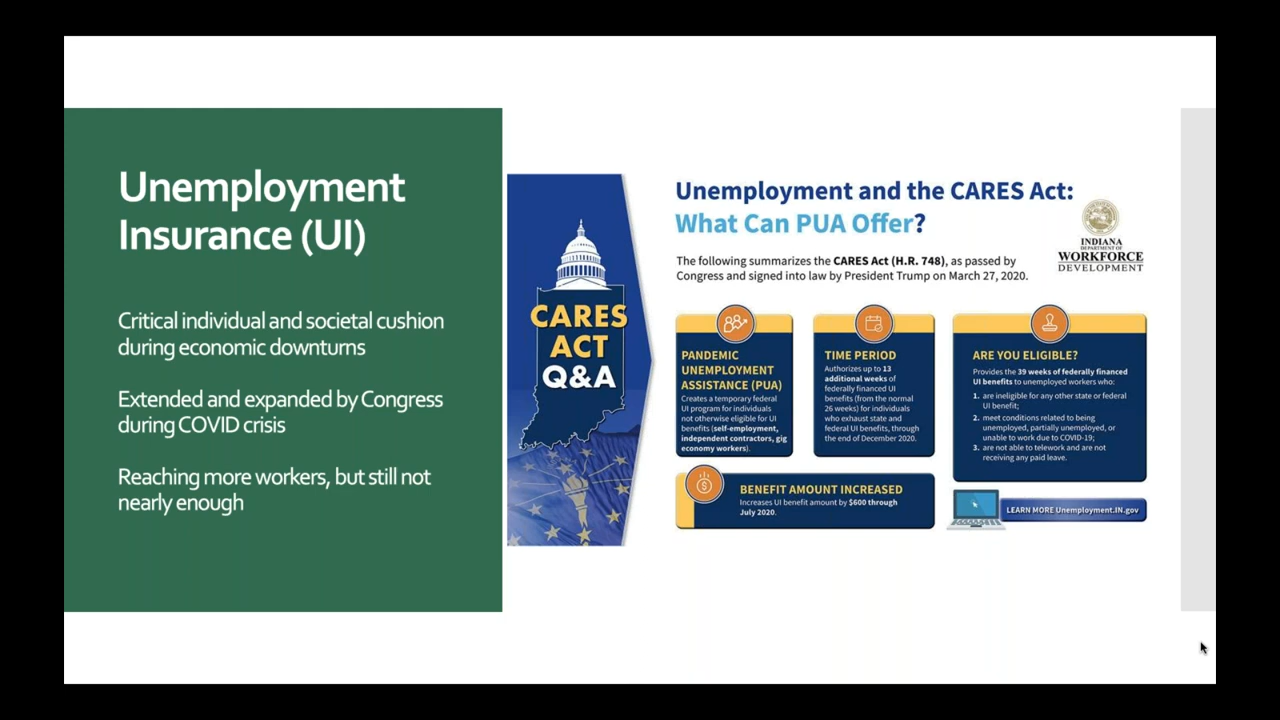 Unemployment
Insurance (UI)
Critical individual and societal cushion
during economic downturns
Extended and expanded by Congress
during COVID crisis
Reaching more workers, but still not
nearly enough
CARES
ACT
Q&A
Unemployment and the CARES Act:
What Can PUA Offer?
INDIANA
DEPARTMENT OF
WORKFORCE
DEVELOPMENT
The following summarizes the CARES Act (H.R. 748), as passed by
Congress and signed into law by President Trump on March 27, 2020.
PANDEMIC
UNEMPLOYMENT
ASSISTANCE (PUA)
Creates a temporary federal
UI program for individuals
not otherwise eligible for UI
benefits (self-employment,
independent contractors, gig
economy workers).
TIME PERIOD
Authorizes up to 13
additional weeks of
federally financed UI
benefits (from the normal
26 weeks) for individuals
who exhaust state and
federal UI benefits, through
the end of December 2020.
ARE YOU ELIGIBLE?
Provides the 39 weeks of federally financed
UI benefits to unemployed workers who:
1. are ineligible for any other state or federal
UI benefit;
2. meet conditions related to being
unemployed, partially unemployed, or
unable to work due to COVID-19;
3. are not able to telework and are not
receiving any paid leave.
BENEFIT AMOUNT INCREASED
Increases UI benefit amount by $600 through
July 2020.
LEARN MORE Unemployment.IN.gov